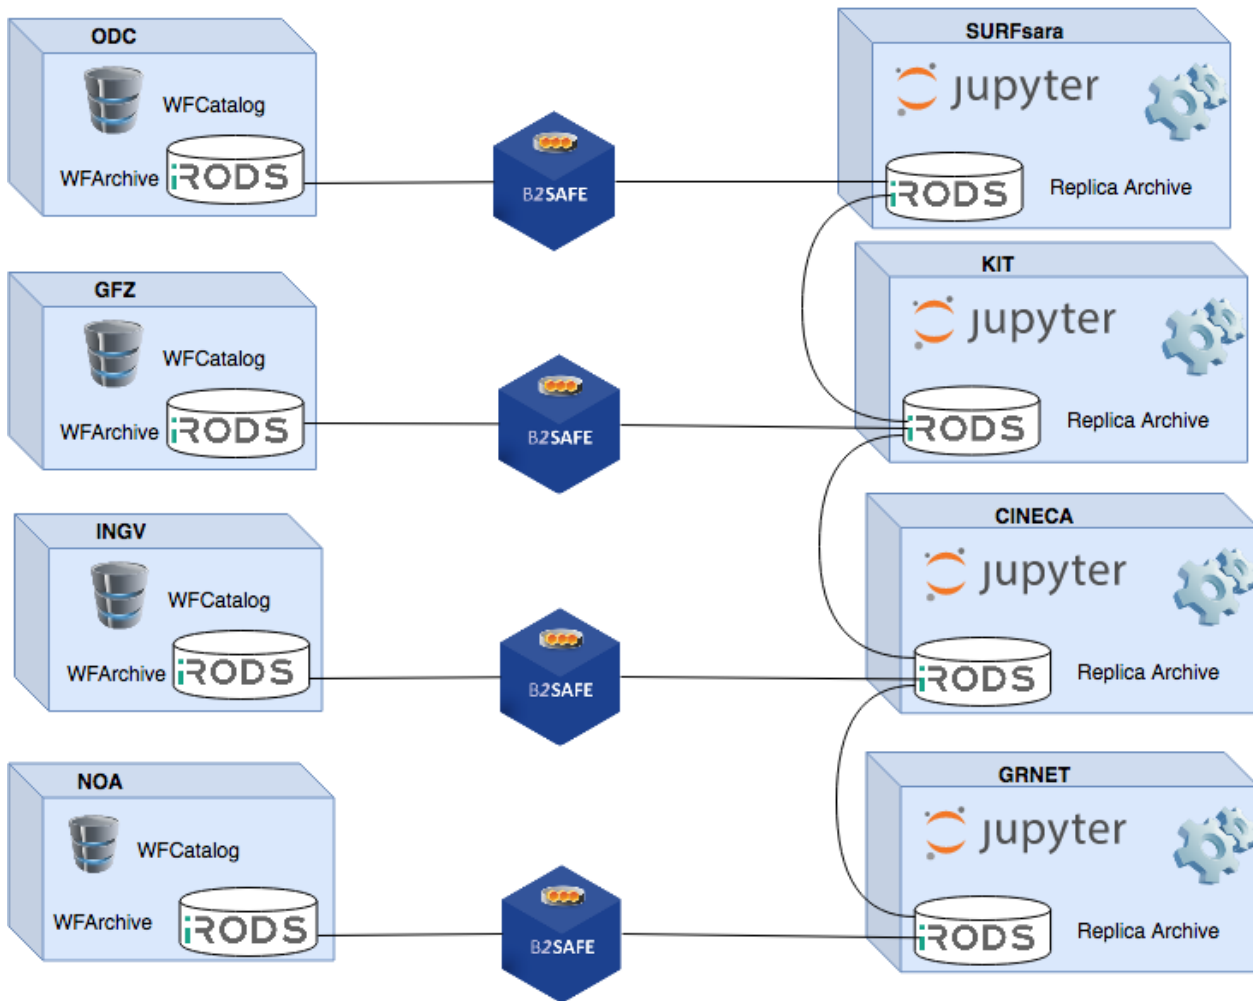 ODC
WFCatalog
WFArchive
iRODS
B2SAFE
SURFsara
jupyter
iRODS
Replica Archive
GFZ
WFCatalog
WFArchive
iRODS
B2SAFE
KIT
jupyter
iRODS
Replica Archive
INGV
WFCatalog
WFArchive
iRODS
B2SAFE
CINECA
jupyter
iRODS
Replica Archive
NOA
WFCatalog
WFArchive
iRODS
B2SAFE
GRNET
jupyter
iRODS
Replica Archive